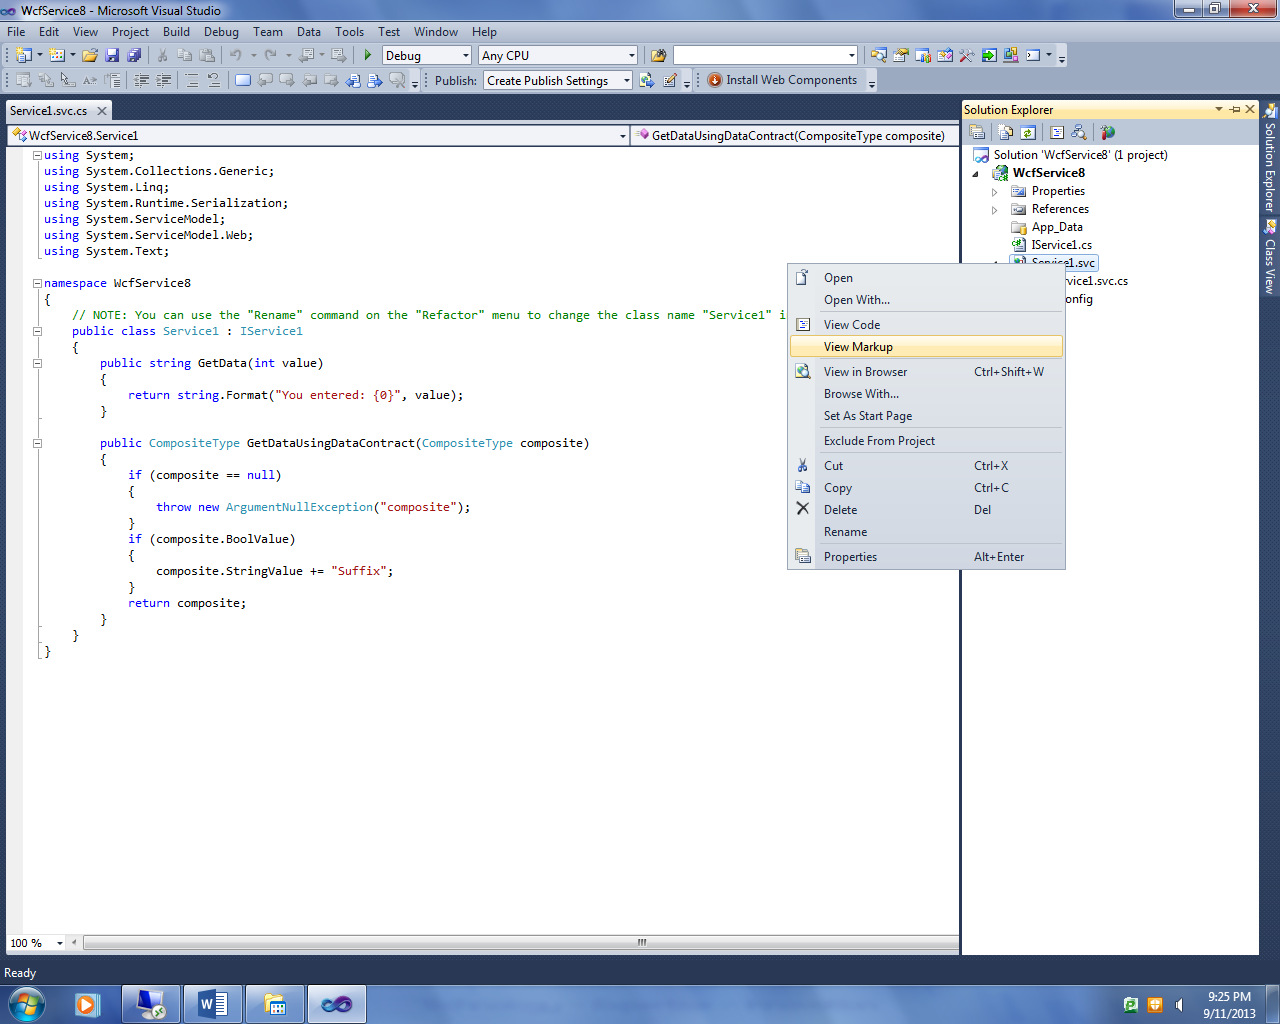 WcfService8 - Microsoft Visual Studio
File Edit View Project Build Debug Team Data Tools Test Window Help
Debug Any CPU
Publish: Create Publish Settings Install Web Components
Service1.svc.cs
WcfService8.Service1 GetDataUsingDataContract(CompositeType composite)
using System;
using System.Collections.Generic;
using System.Linq;
using System.Runtime.Serialization;
using System.ServiceModel;
using System.ServiceModel.Web;
using System.Text;
namespace WcfService8
{
// NOTE: You can use the "Rename" command on the "Refactor" menu to change the class name "Service1" i
public class Service1 : IService1
{
public string GetData(int value)
{
return string.Format("You entered: {0}", value);
}
public CompositeType GetDataUsingDataContract(CompositeType composite)
{
if (composite == null)
{
throw new ArgumentNullException("composite");
}
if (composite.BoolValue)
{
composite.StringValue += "Suffix";
}
return composite;
}
}
}
100 %
Solution Explorer
Solution 'WcfService8' (1 project)
WcfService8
Properties
References
App_Data
IService1.cs
Service1.svc
rvice1.svc.cs
onfig
Open
Open With...
View Code
View Markup
View in Browser Ctrl+Shift+W
Browse With...
Set As Start Page
Exclude From Project
Cut Ctrl+X
Copy Ctrl+C
Delete Del
Rename
Properties Alt+Enter
Solution Explorer
Class View
Ready
9:25 PM
9/11/2013